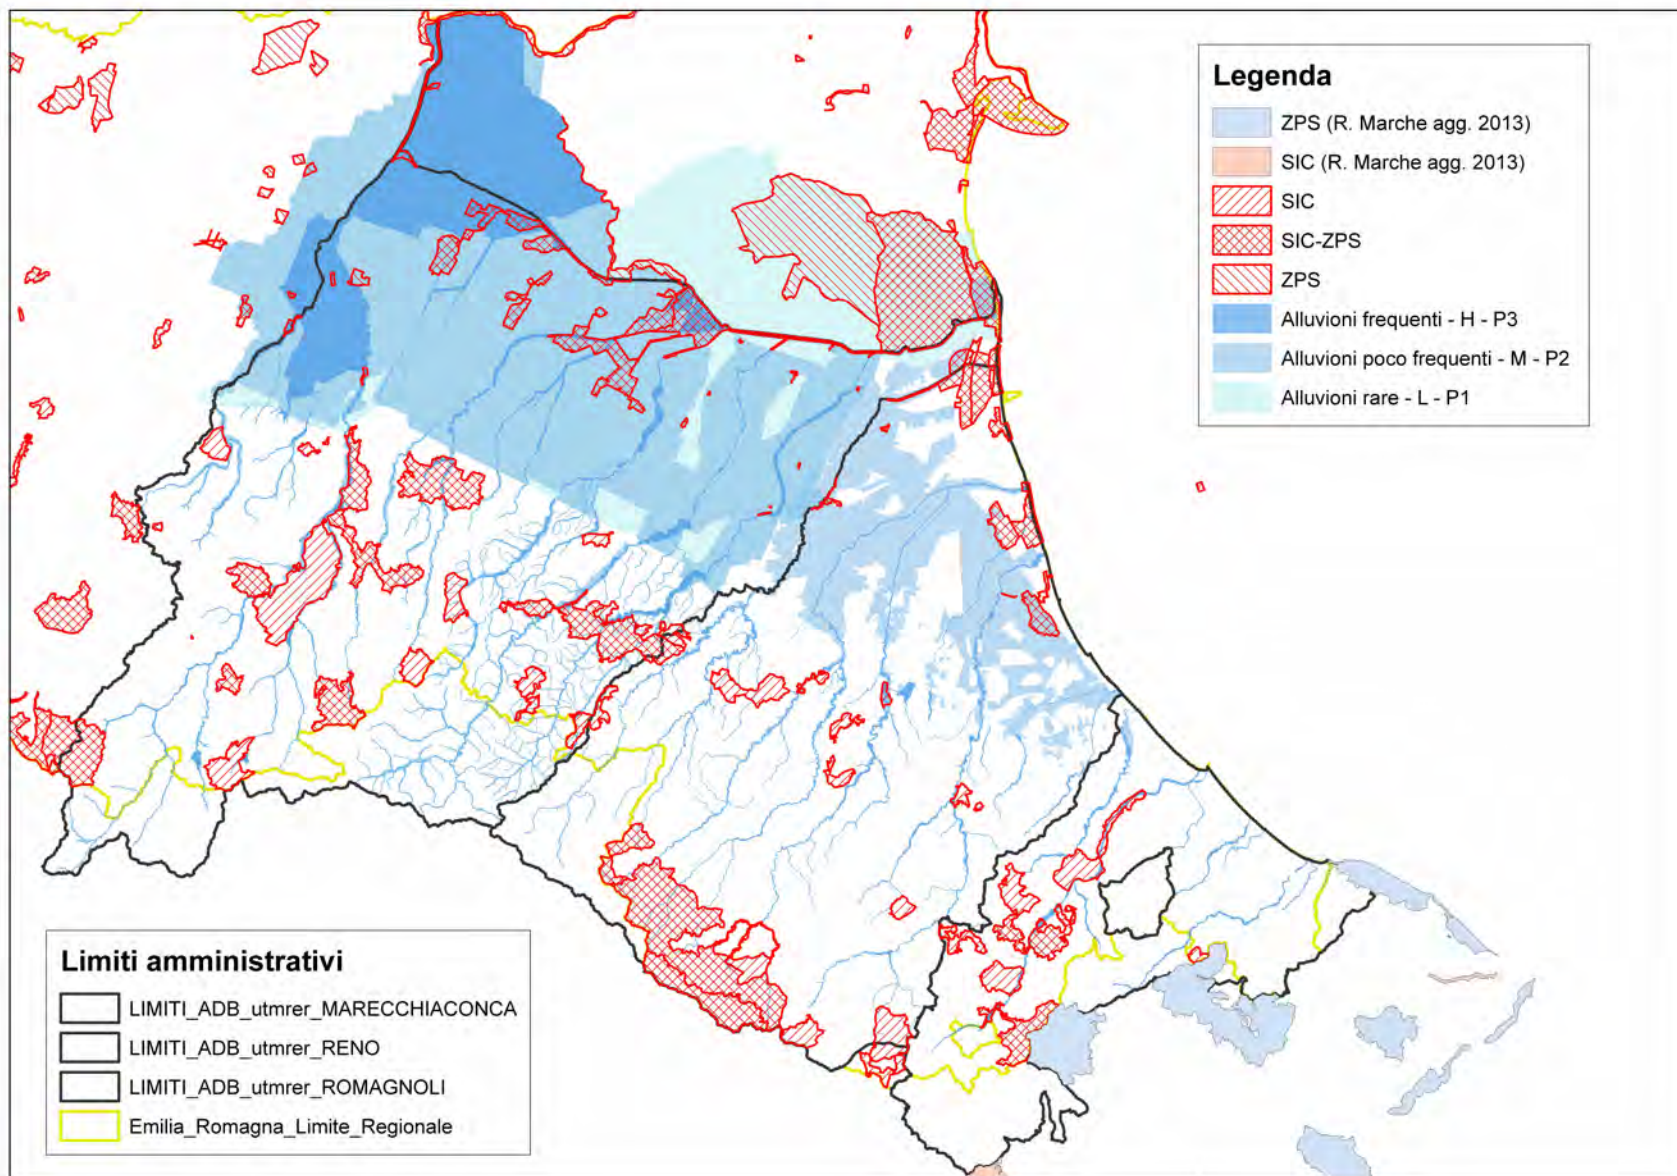 Legenda
ZPS (R. Marche agg. 2013)
SIC (R. Marche agg. 2013)
SIC
SIC-ZPS
ZPS
Alluvioni frequenti - H - P3
Alluvioni poco frequenti - M - P2
Alluvioni rare - L - P1
Limiti amministrativi
LIMITI_ADB_utmrer_MARECCHIACONCA
LIMITI_ADB_utmrer_RENO
LIMITI_ADB_utmrer_ROMAGNOLI
Emilia_Romagna_Limite_Regionale